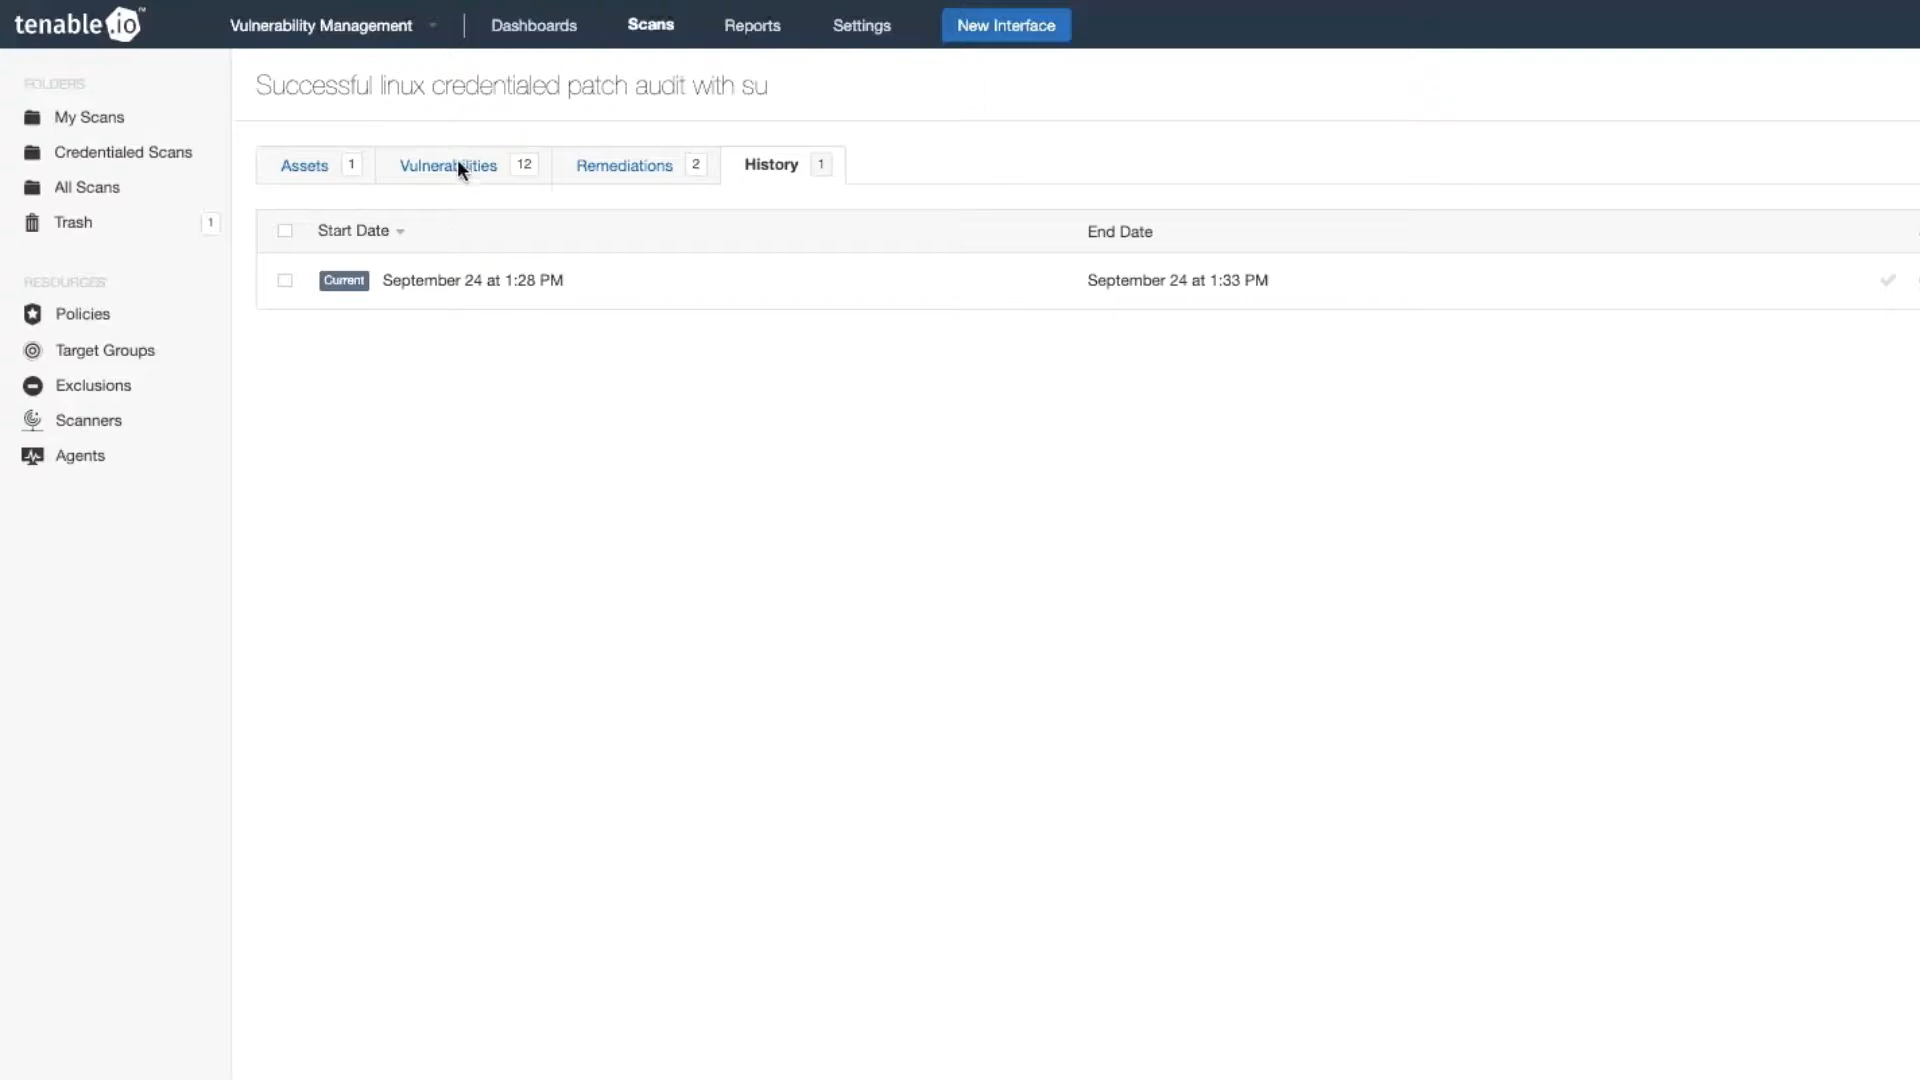 tenable.io™ Vulnerability Management Dashboards Scans Reports Settings New Interface
Successful linux credentialed patch audit with su
FOLDERS
My Scans
Credentialed Scans
All Scans
Trash 1
RESOURCES
Policies
Target Groups
Exclusions
Scanners
Agents
Assets 1 Vulnerabilities 12 Remediations 2 History 1
Start Date End Date
Current September 24 at 1:28 PM September 24 at 1:33 PM